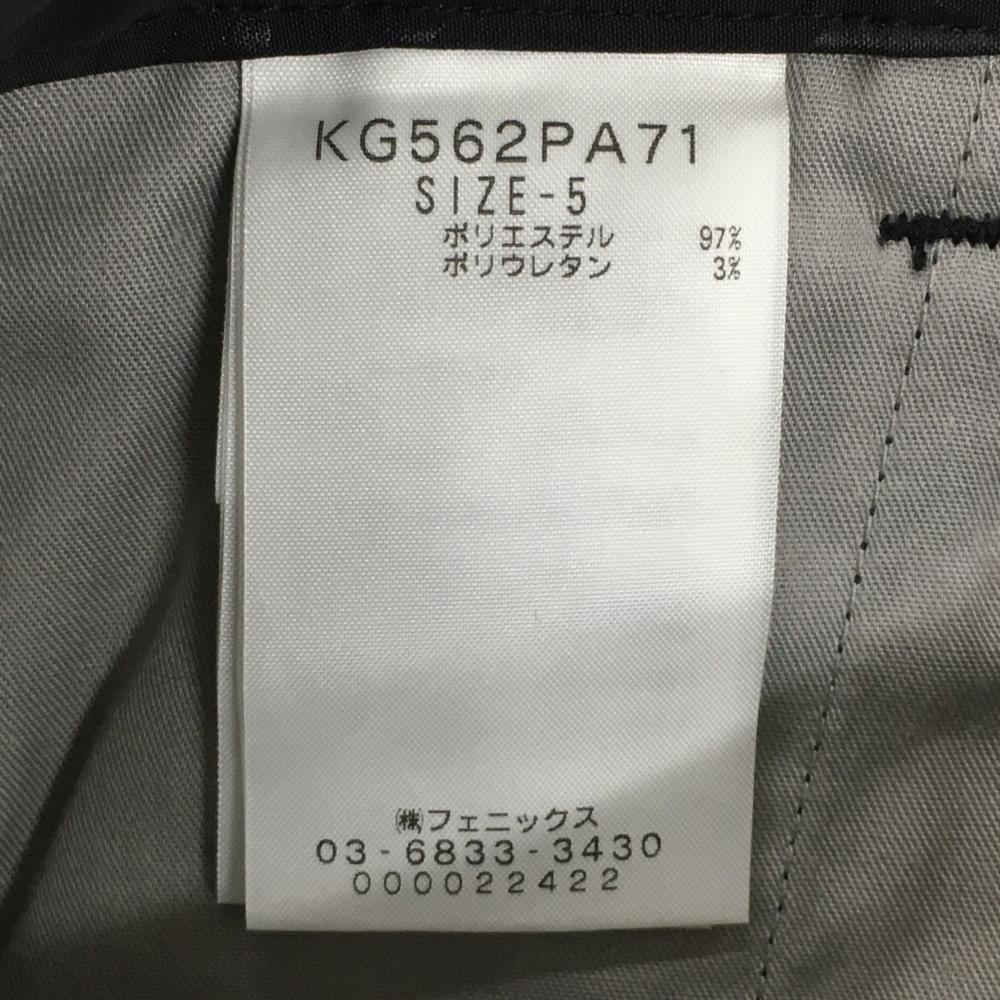 KG562PA71
SIZE-5
ポリエステル 97%
ポリウレタン 3%
㈱フェニックス
03-6833-3430
000022422